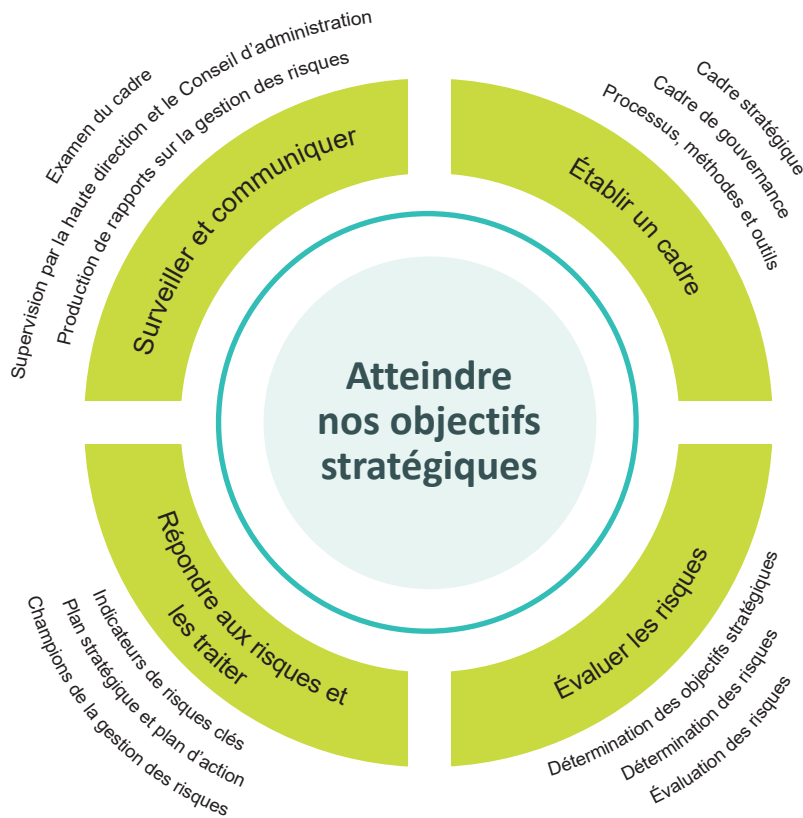 Examen du cadre
Supervision par la haute direction et le Conseil d'administration
Production de rapports sur la gestion des risques
Surveiller et communiquer
Cadre stratégique
Cadre de gouvernance
Processus, méthodes et outils
Établir un cadre
Atteindre
nos objectifs
stratégiques
Répondre aux risques et
les traiter
Indicateurs de risques clés
Plan stratégique et plan d'action
Champions de la gestion des risques
Évaluer les risques
Détermination des objectifs stratégiques
Détermination des risques
Évaluation des risques